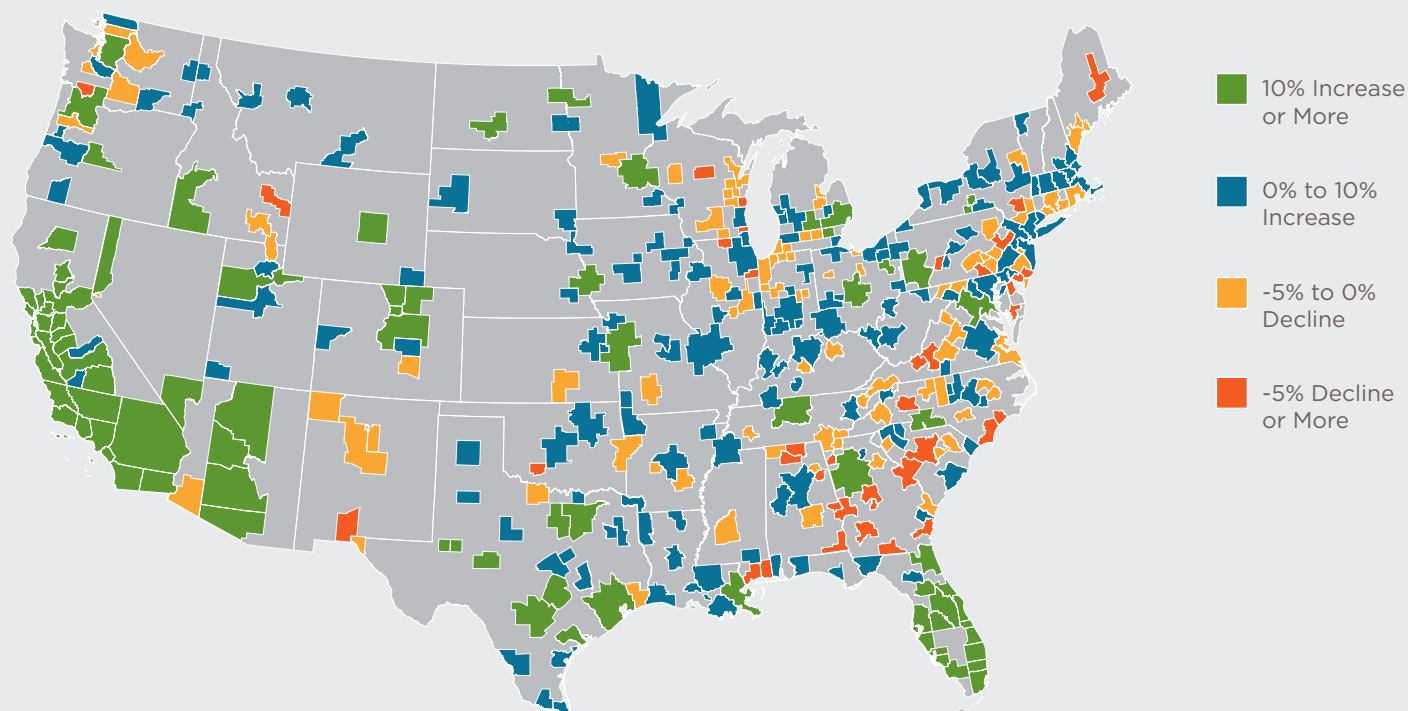 10% Increase
or More
0% to 10%
Increase
-5% to 0%
Decline
-5% Decline
or More